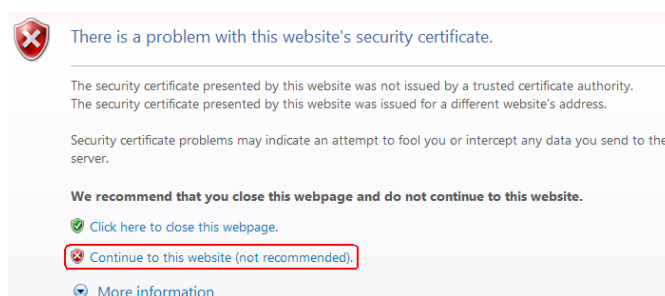 There is a problem with this website's security certificate.
The security certificate presented by this website was not issued by a trusted certificate authority.
The security certificate presented by this website was issued for a different website's address.
Security certificate problems may indicate an attempt to fool you or intercept any data you send to the
server.
We recommend that you close this webpage and do not continue to this website.
Click here to close this webpage.
Continue to this website (not recommended).
More information